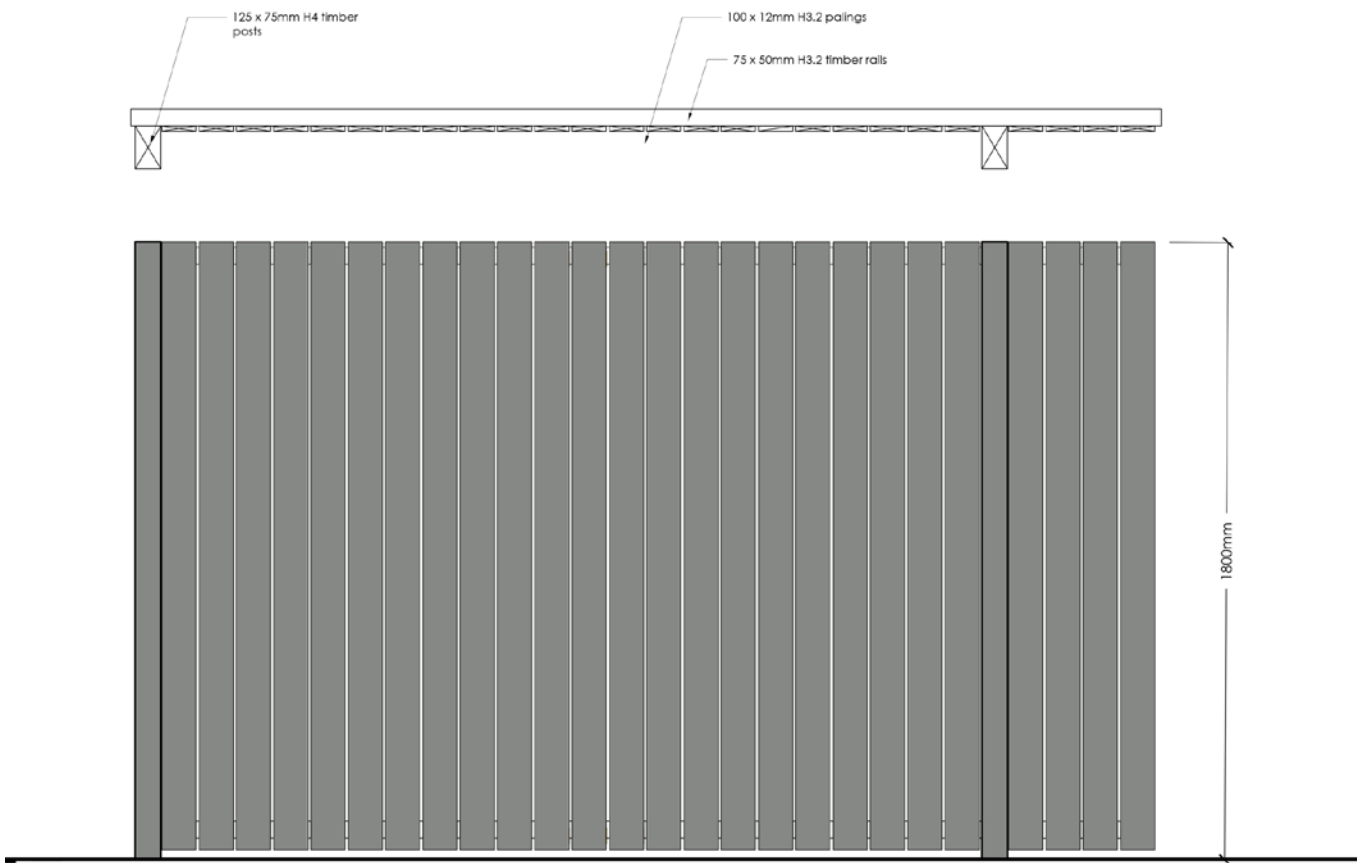 125 x 75mm H4 timber
posts
100 x 12mm H3.2 palings
75 x 50mm H3.2 timber rails
1800mm